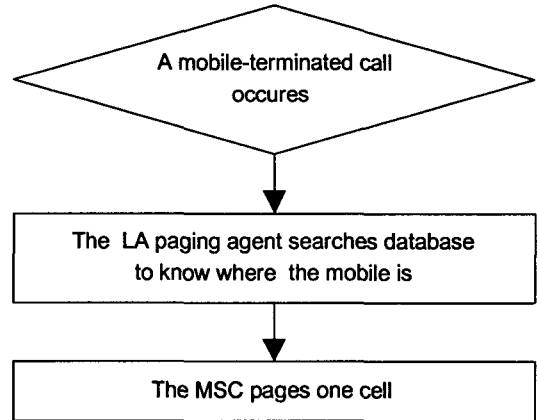 A mobile-terminated call
occures
The LA paging agent searches database
to know where the mobile is
The MSC pages one cell